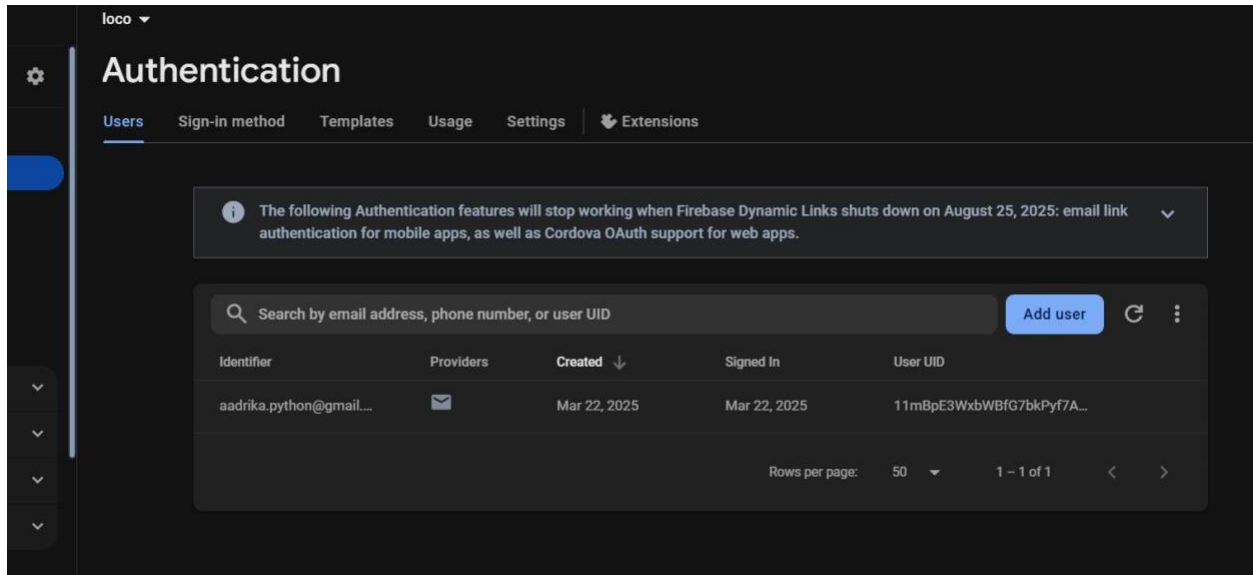 loco
Authentication
Users Sign-in method Templates Usage Settings Extensions
The following Authentication features will stop working when Firebase Dynamic Links shuts down on August 25, 2025: email link
authentication for mobile apps, as well as Cordova OAuth support for web apps.
Search by email address, phone number, or user UID Add user
Identifier Providers Created Signed In User UID
aadrika.python@gmail.... Mar 22, 2025 Mar 22, 2025 11mBpE3WxbWBfG7bkPyf7A...
Rows per page: 50 1 – 1 of 1